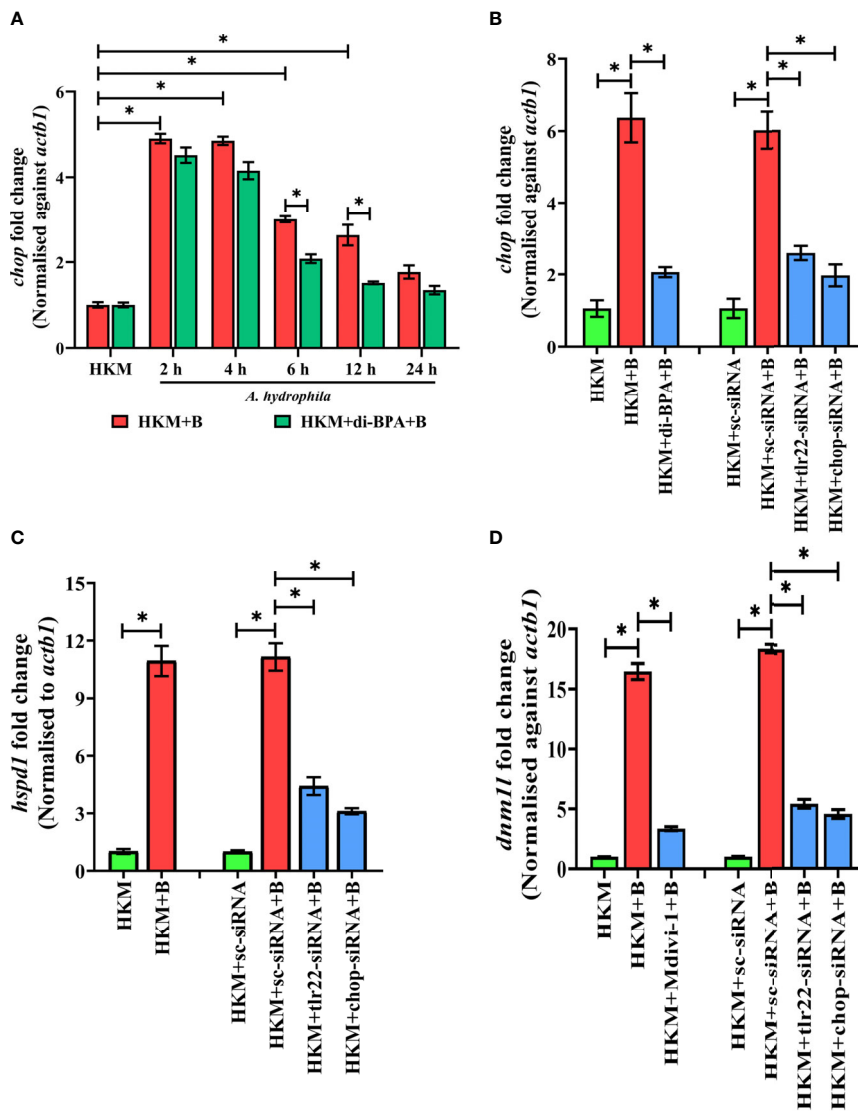 A
*
*
*
*
*
*
chop fold change
(Normalised against actb1)
6
4
2
0
HKM
2 h
4 h
6 h
12 h
24 h
A. hydrophila
HKM+B
HKM+di-BPA+B
B
*
*
*
*
*
chop fold change
(Normalised against actb1)
8
6
4
2
0
HKM
HKM+B
HKM+di-BPA+B
HKM+sc-siRNA
HKM+sc-siRNA+B
HKM+tlr22-siRNA+B
HKM+chop-siRNA+B
C
*
*
*
*
hspd1 fold change
(Normalised to actb1)
15
12
9
6
3
0
HKM
HKM+B
HKM+sc-siRNA
HKM+sc-siRNA+B
HKM+tlr22-siRNA+B
HKM+chop-siRNA+B
D
*
*
*
*
*
dnm1l fold change
(Normalised against actb1)
20
15
10
5
0
HKM
HKM+B
HKM+Mdivi-1+B
HKM+sc-siRNA
HKM+sc-siRNA+B
HKM+tlr22-siRNA+B
HKM+chop-siRNA+B